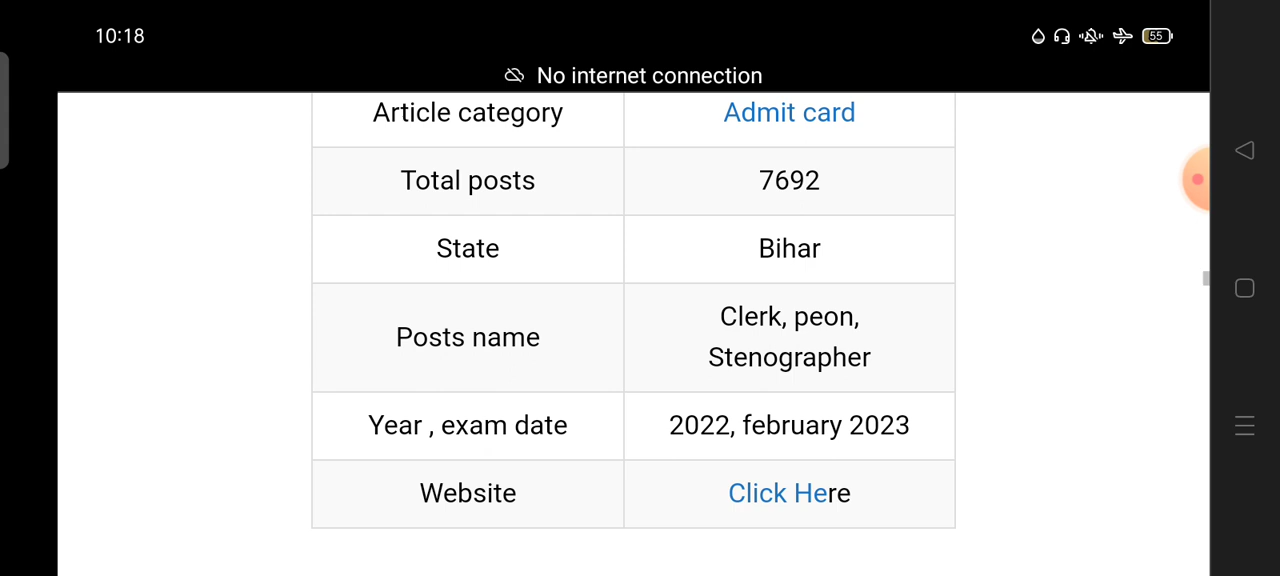 10:18
55
No internet connection
Article category Admit card
Total posts 7692
State Bihar
Posts name Clerk, peon,
Stenographer
Year , exam date 2022, february 2023
Website Click Here